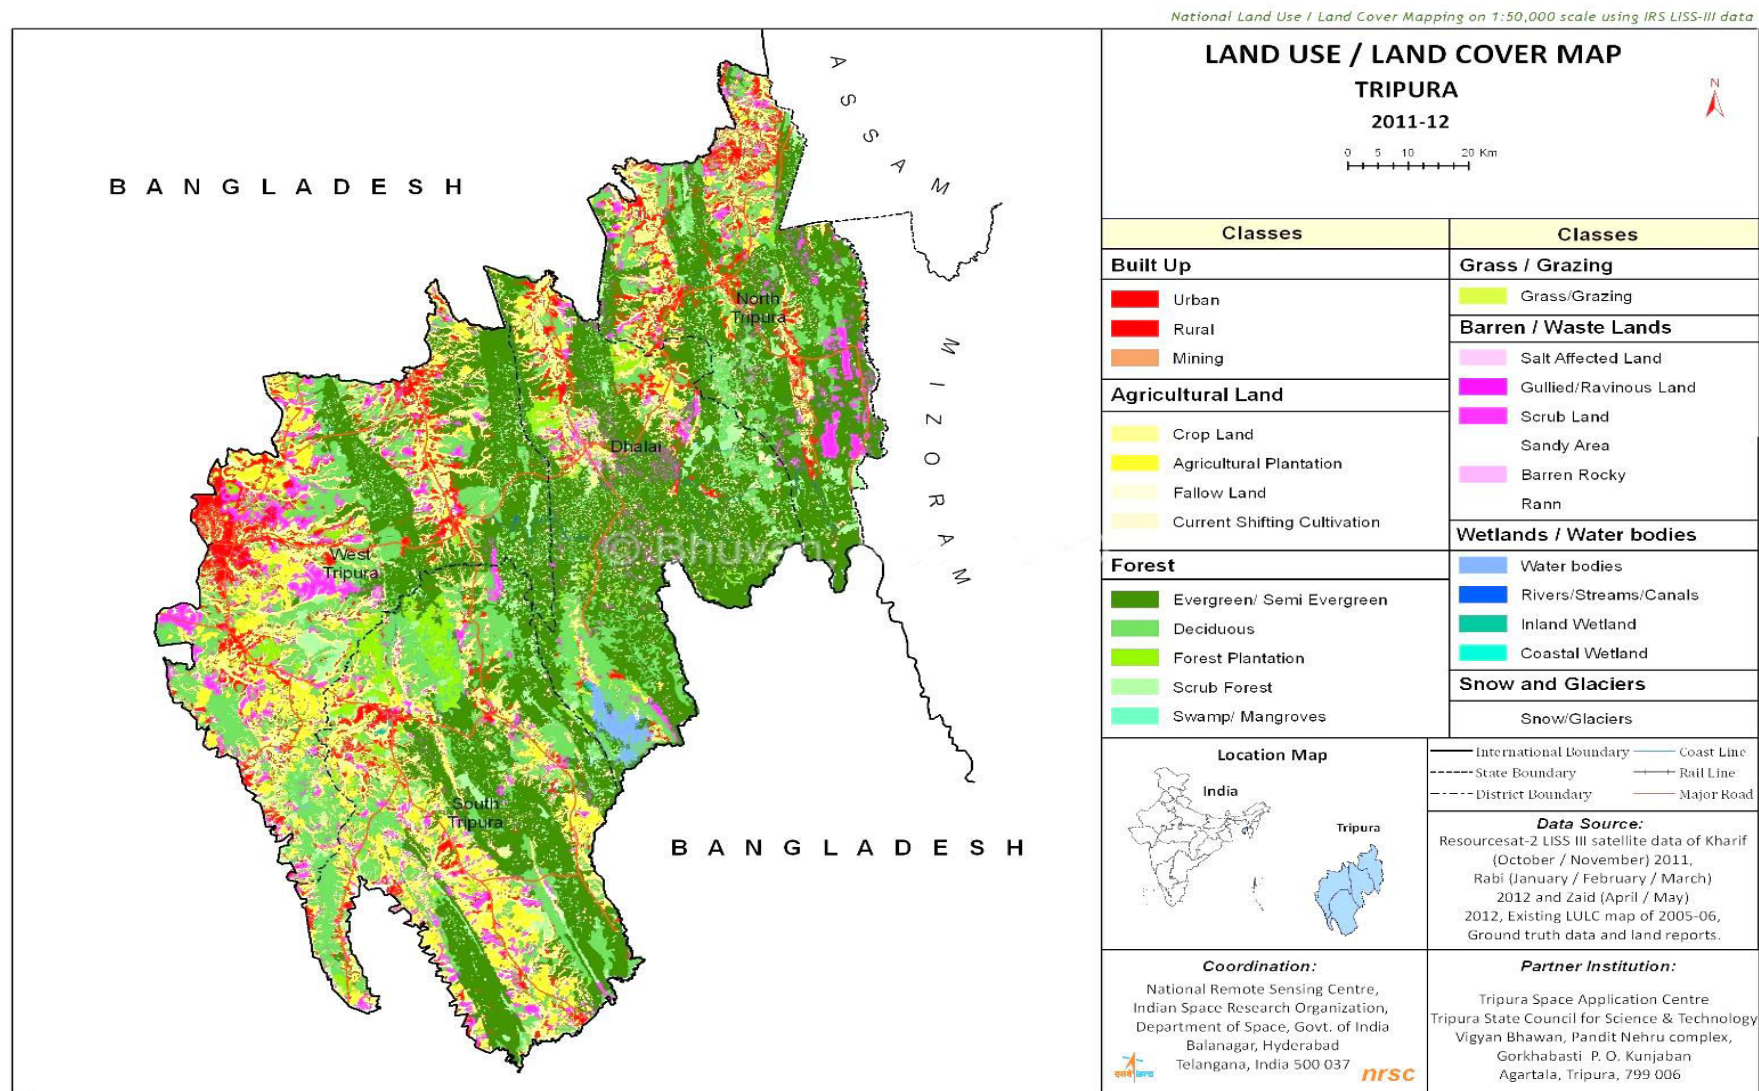 National Land Use / Land Cover Mapping on 1:50,000 scale using IRS LISS-III data
LAND USE / LAND COVER MAP
TRIPURA
2011-12
N
0 5 10 20 Km
BANGLADESH
ASSAM
MIZORAM
North
Tripura
Dhalai
West
Tripura
South
Tripura
BANGLADESH
© Bhuvan
Classes
Built Up
Urban
Rural
Mining
Agricultural Land
Crop Land
Agricultural Plantation
Fallow Land
Current Shifting Cultivation
Forest
Evergreen/ Semi Evergreen
Deciduous
Forest Plantation
Scrub Forest
Swamp/ Mangroves
Classes
Grass / Grazing
Grass/Grazing
Barren / Waste Lands
Salt Affected Land
Gullied/Ravinous Land
Scrub Land
Sandy Area
Barren Rocky
Rann
Wetlands / Water bodies
Water bodies
Rivers/Streams/Canals
Inland Wetland
Coastal Wetland
Snow and Glaciers
Snow/Glaciers
Location Map
India
Tripura
International Boundary
Coast Line
State Boundary
Rail Line
District Boundary
Major Road
Data Source:
Resourcesat-2 LISS III satellite data of Kharif
(October / November) 2011,
Rabi (January / February / March)
2012 and Zaid (April / May)
2012, Existing LULC map of 2005-06,
Ground truth data and land reports.
Coordination:
National Remote Sensing Centre,
Indian Space Research Organization,
Department of Space, Govt. of India
Balanagar, Hyderabad
Telangana, India 500 037
nrsc
Partner Institution:
Tripura Space Application Centre
Tripura State Council for Science & Technology
Vigyan Bhawan, Pandit Nehru complex,
Gorkhabasti P. O. Kunjaban
Agartala, Tripura, 799 006